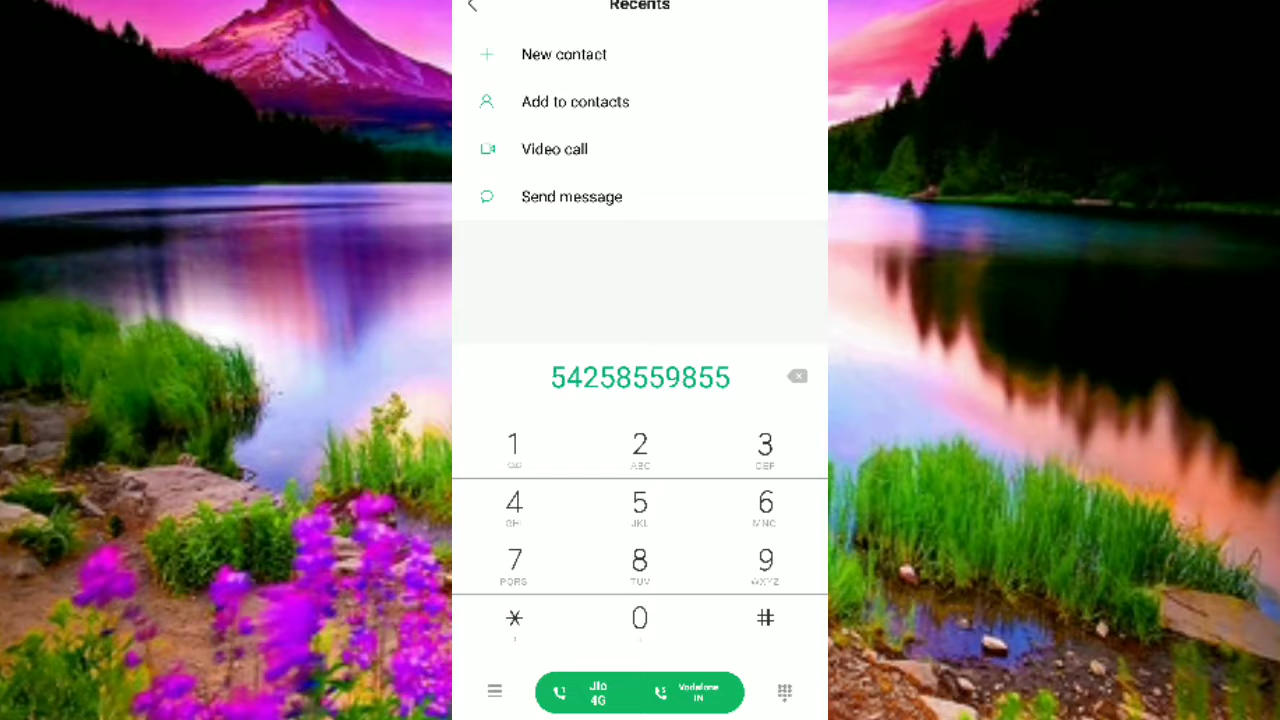 Recents
New contact
Add to contacts
Video call
Send message
54258559855
1 2 3
ABC DEF
4 5 6
GHI JKL MNO
7 8 9
PQRS TUV WXYZ
* 0 #
Jio Vodafone
4G IN